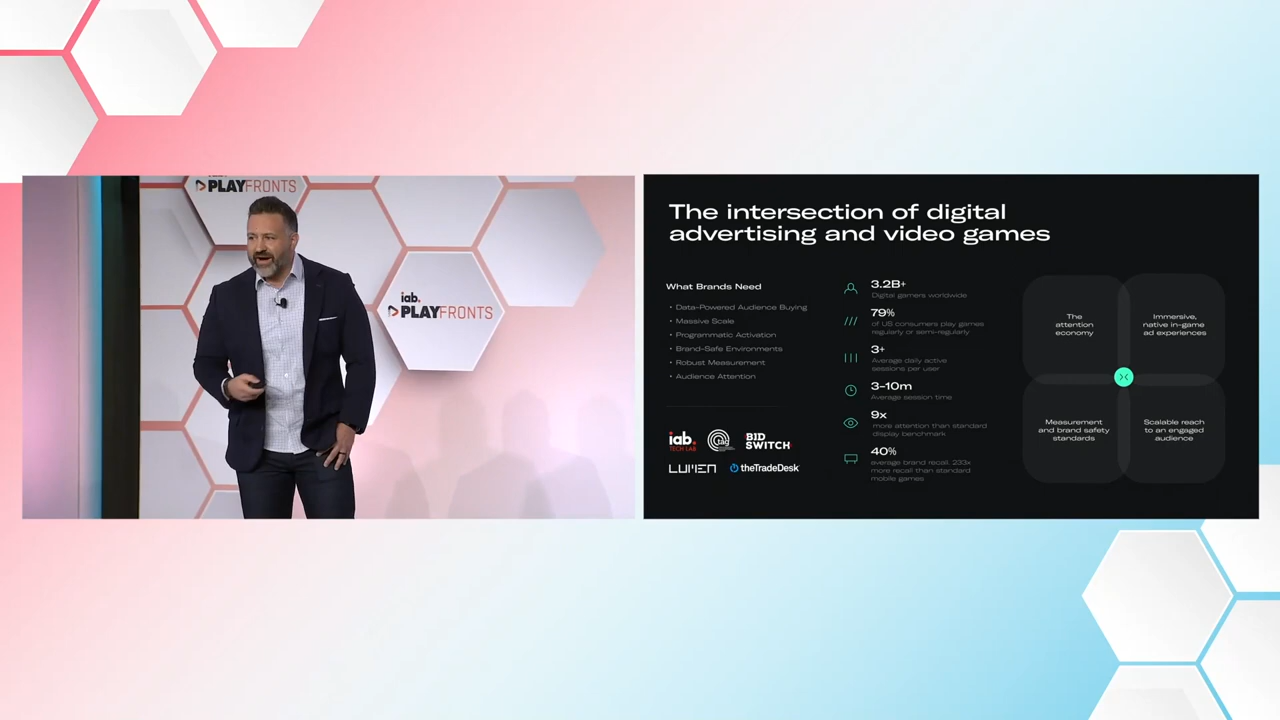 PLAYFRONTS
iab.
PLAYFRONTS
The intersection of digital
advertising and video games
What Brands Need
• Data-Powered Audience Buying
• Massive Scale
• Programmatic Activation
• Brand-Safe Environments
• Robust Measurement
• Audience Attention
iab.
TECH LAB
TAG
BID
SWITCH
LUMEN
theTradeDesk
3.2B+
Digital gamers worldwide
79%
of US consumers play games
regularly or semi-regularly
3+
Average daily active
sessions per user
3-10m
Average session time
9x
more attention than standard
display benchmark
40%
average brand recall. 233x
more recall than standard
mobile games
The
attention
economy
Immersive,
native in-game
ad experiences
Measurement
and brand safety
standards
Scalable reach
to an engaged
audience